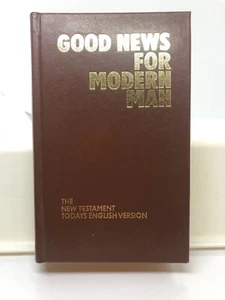 GOOD NEWS
FOR
MODERN
MAN
THE
NEW TESTAMENT
TODAYS ENGLISH VERSION